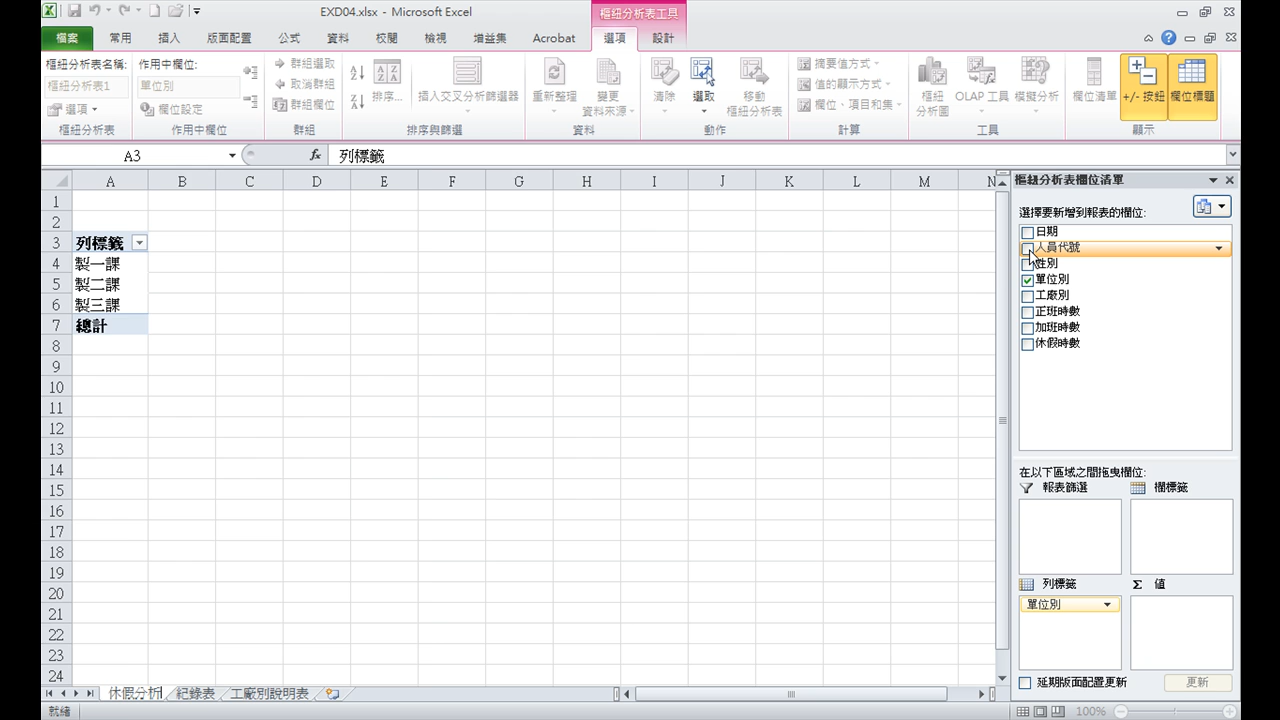 EXD04.xlsx - Microsoft Excel
樞紐分析表工具
檔案 常用 插入 版面配置 公式 資料 校閱 檢視 增益集 Acrobat 選項 設計
樞紐分析表名稱:
樞紐分析表1
選項
樞紐分析表
作用中欄位:
單位別
欄位設定
作用中欄位
群組選取
取消群組
群組欄位
群組
排序...
插入交叉分析篩選器
排序與篩選
重新整理
變更
資料來源
資料
清除
選取
移動
樞紐分析表
動作
摘要值方式
值的顯示方式
欄位、項目和集
計算
樞紐
分析圖
OLAP 工具
模擬分析
工具
欄位清單
+/- 按鈕
欄位標題
顯示
A3
fx
列標籤
A B C D E F G H I J K L M N
1
2
3 列標籤
4 製一課
5 製二課
6 製三課
7 總計
8
9
10
11
12
13
14
15
16
17
18
19
20
21
22
23
24
樞紐分析表欄位清單
選擇要新增到報表的欄位:
日期
人員代號
性別
單位別
工廠別
正班時數
加班時數
休假時數
在以下區域之間拖曳欄位:
報表篩選
欄標籤
列標籤
Σ 值
單位別
延期版面配置更新
更新
休假分析 紀錄表 工廠別說明表
就緒
100%